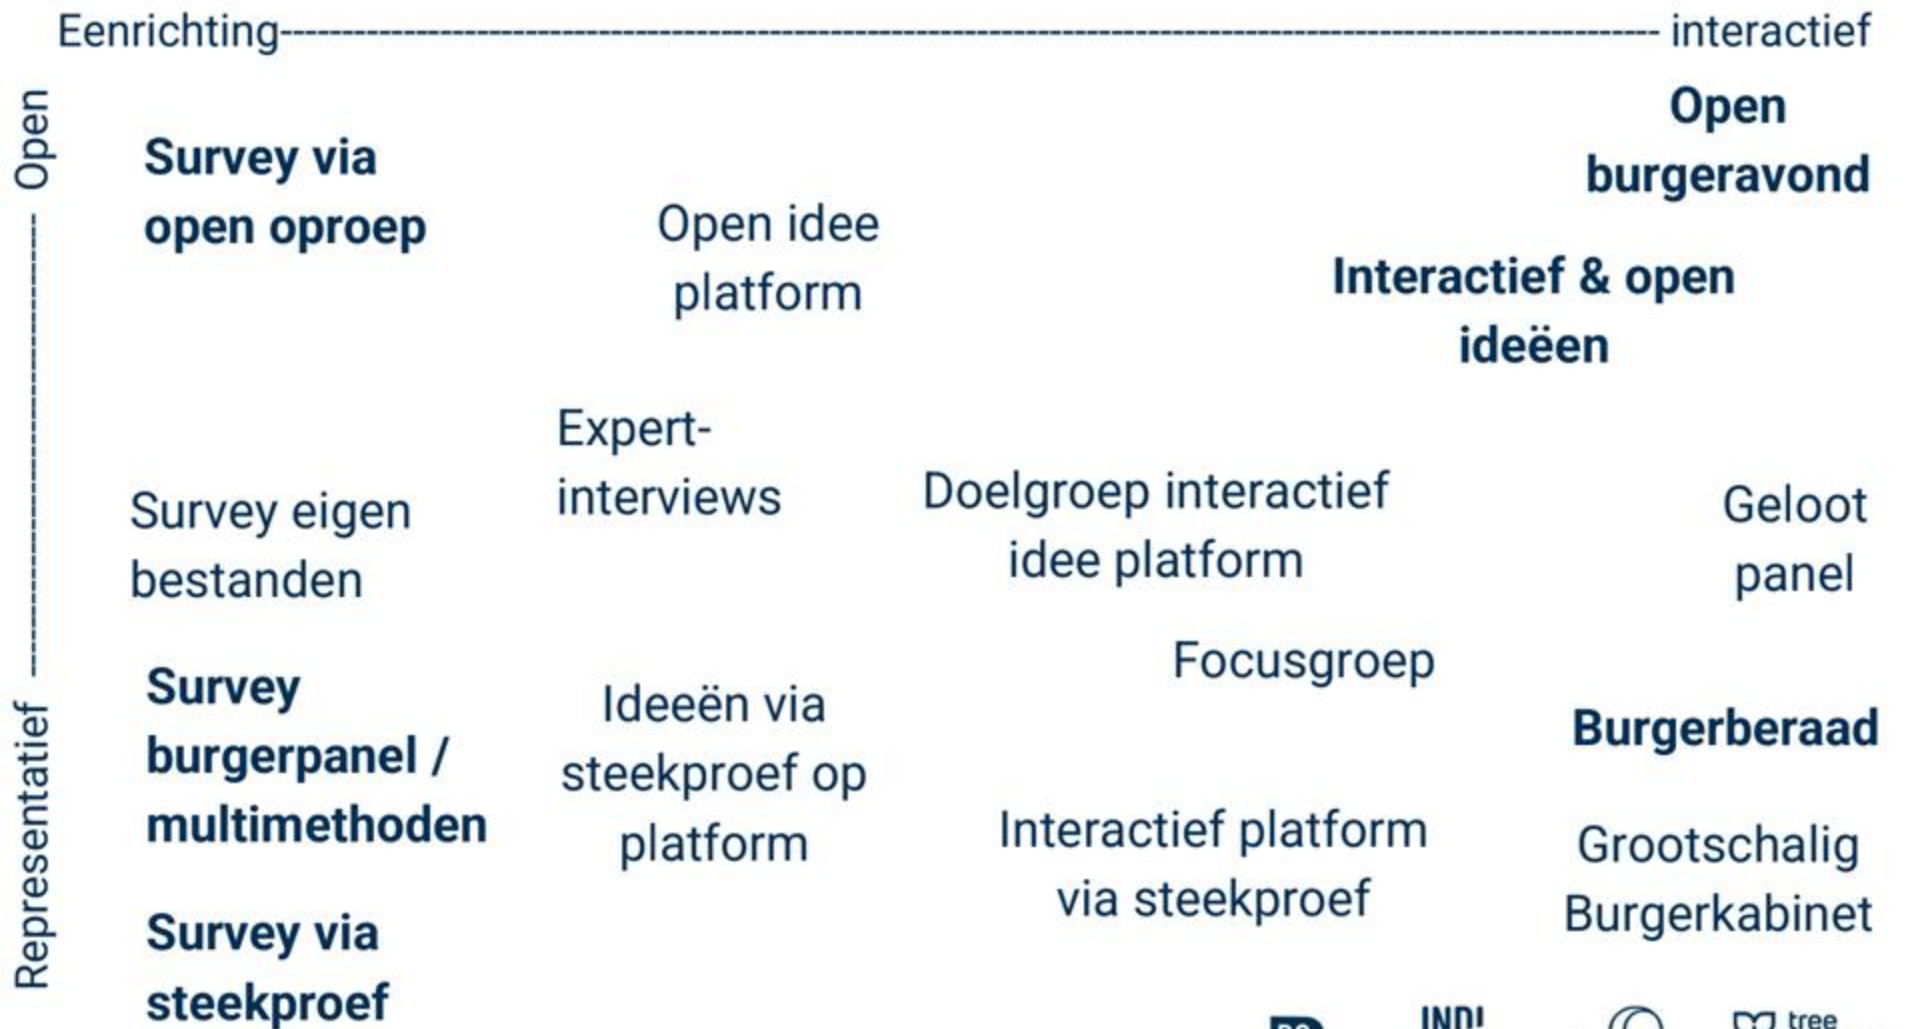 Eenrichting
interactief
Open
Representatief
Survey via
open oproep
Open idee
platform
Open
burgeravond
Interactief & open
ideëen
Survey eigen
bestanden
Expert-
interviews
Doelgroep interactief
idee platform
Geloot
panel
Focusgroep
Survey
burgerpanel /
multimethoden
Ideeën via
steekproef op
platform
Burgerberaad
Interactief platform
via steekproef
Grootschalig
Burgerkabinet
Survey via
steekproef
tree